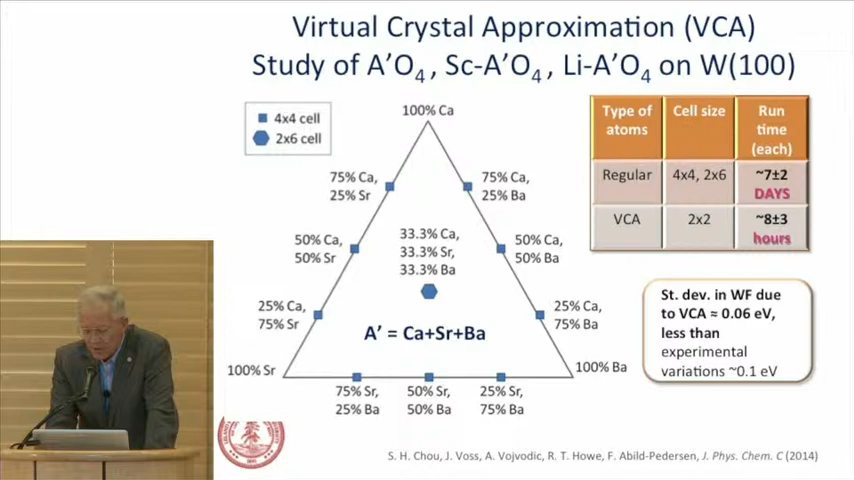 Virtual Crystal Approximation (VCA)
Study of A'O4 , Sc-A'O4 , Li-A'O4 on W(100)
4x4 cell
2x6 cell
100% Ca
75% Ca,
25% Sr
75% Ca,
25% Ba
50% Ca,
50% Sr
33.3% Ca,
33.3% Sr,
33.3% Ba
50% Ca,
50% Ba
25% Ca,
75% Sr
25% Ca,
75% Ba
A' = Ca+Sr+Ba
100% Sr
100% Ba
75% Sr,
25% Ba
50% Sr,
50% Ba
25% Sr,
75% Ba
Type of atoms Cell size Run time (each)
Regular 4x4, 2x6 ~7±2 DAYS
VCA 2x2 ~8±3 hours
St. dev. in WF due
to VCA ≈ 0.06 eV,
less than
experimental
variations ~0.1 eV
S. H. Chou, J. Voss, A. Vojvodic, R. T. Howe, F. Abild-Pedersen, J. Phys. Chem. C (2014)